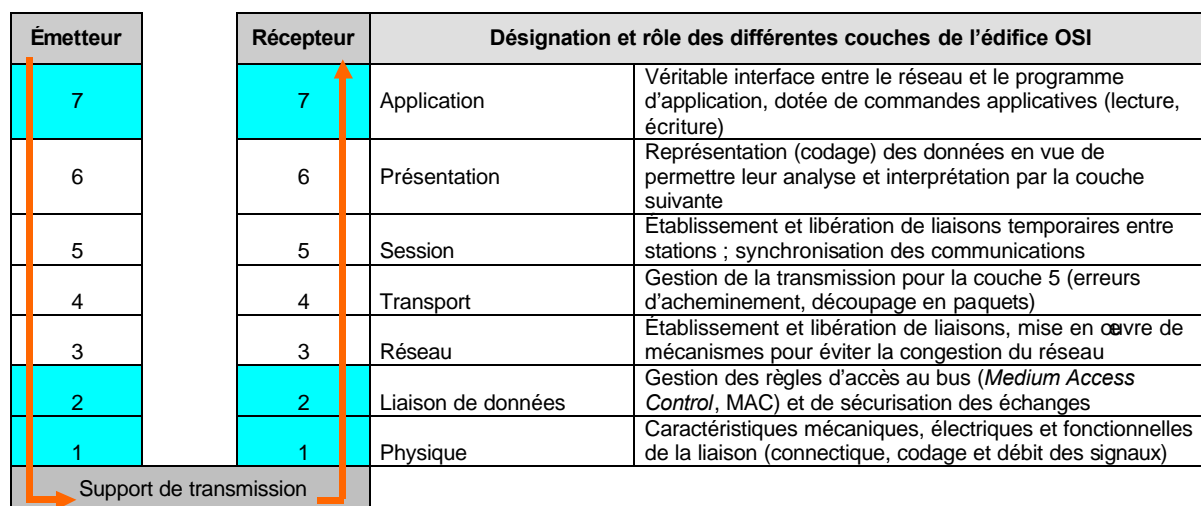 Émetteur Récepteur Désignation et rôle des différentes couches de l'édifice OSI
7 7 Application Véritable interface entre le réseau et le programme
d'application, dotée de commandes applicatives (lecture,
écriture)
6 6 Présentation Représentation (codage) des données en vue de
permettre leur analyse et interprétation par la couche
suivante
5 5 Session Établissement et libération de liaisons temporaires entre
stations ; synchronisation des communications
4 4 Transport Gestion de la transmission pour la couche 5 (erreurs
d'acheminement, découpage en paquets)
3 3 Réseau Établissement et libération de liaisons, mise en œuvre de
mécanismes pour éviter la congestion du réseau
2 2 Liaison de données Gestion des règles d'accès au bus (Medium Access
Control, MAC) et de sécurisation des échanges
1 1 Physique Caractéristiques mécaniques, électriques et fonctionnelles
de la liaison (connectique, codage et débit des signaux)
Support de transmission